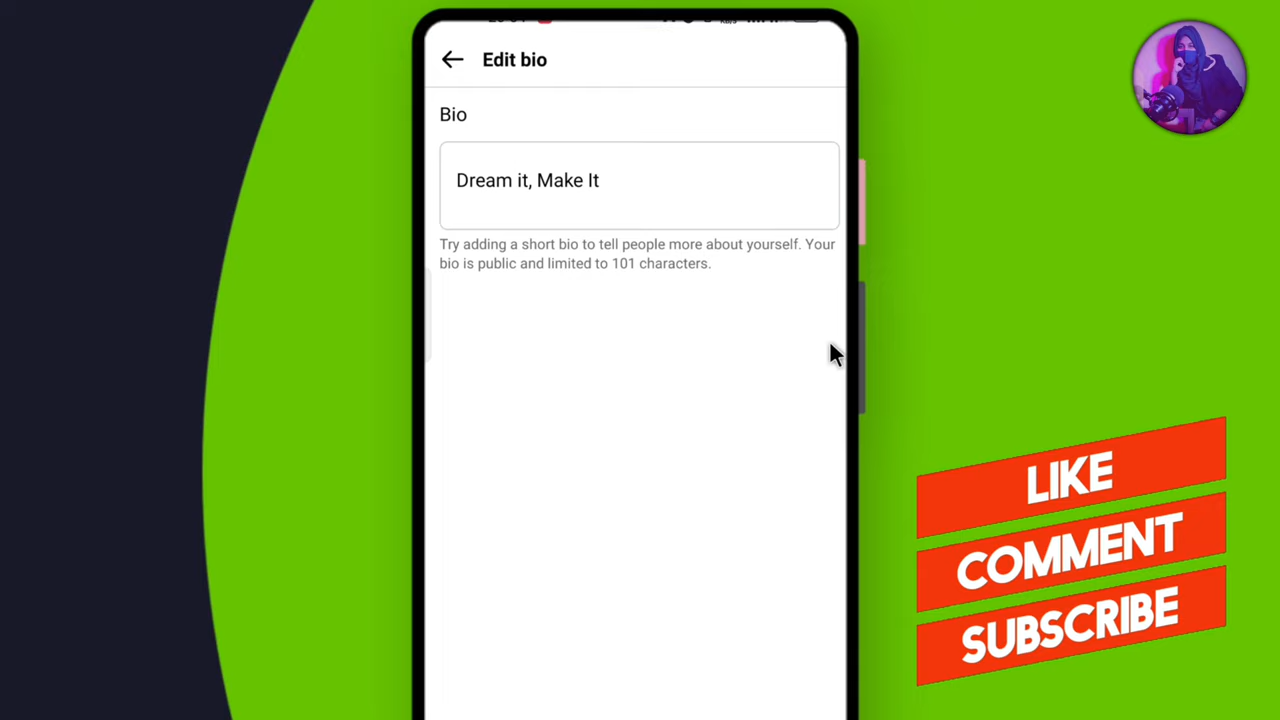 Edit bio
Bio
Dream it, Make It
Try adding a short bio to tell people more about yourself. Your
bio is public and limited to 101 characters.
LIKE
COMMENT
SUBSCRIBE